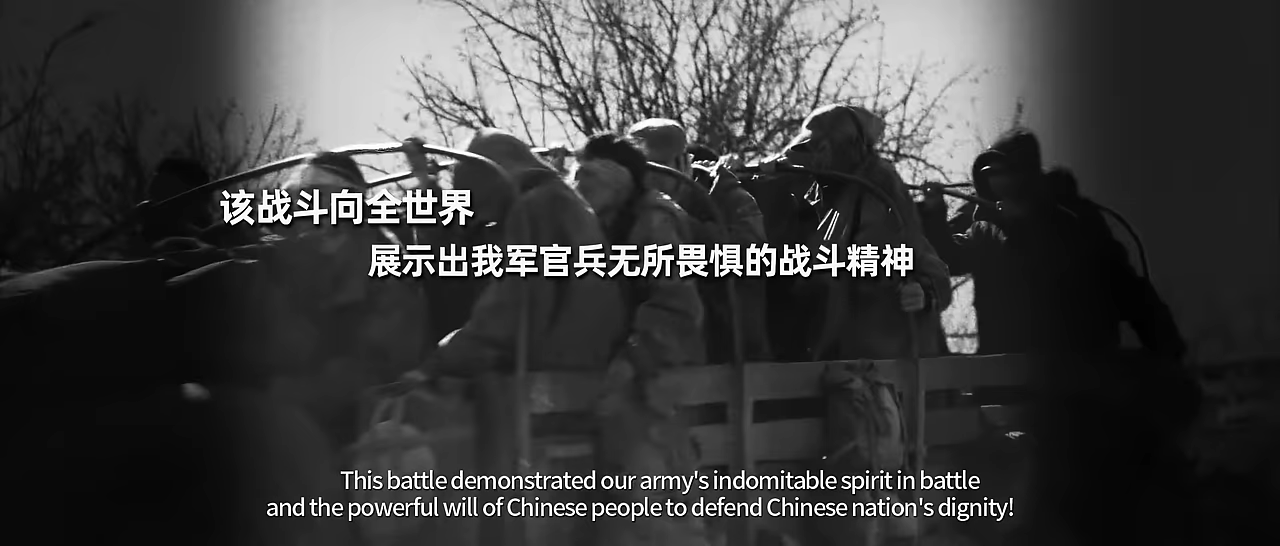 该战斗向全世界
展示出我军官兵无所畏惧的战斗精神
This battle demonstrated our army's indomitable spirit in battle
and the powerful will of Chinese people to defend Chinese nation's dignity!